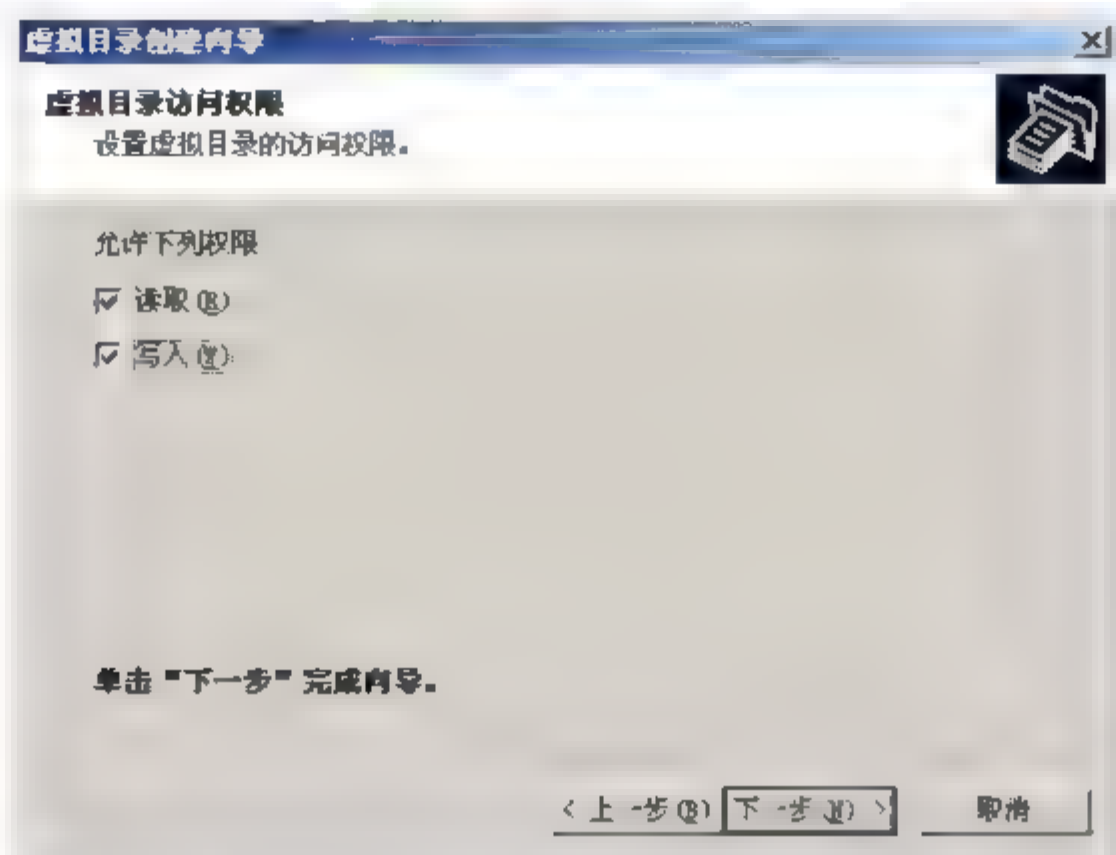 虚拟目录创建向导
虚拟目录访问权限
设置虚拟目录的访问权限。
允许下列权限
读取(R)
写入(W)
单击"下一步"完成向导。
< 上一步(B) 下一步(N) > 取消